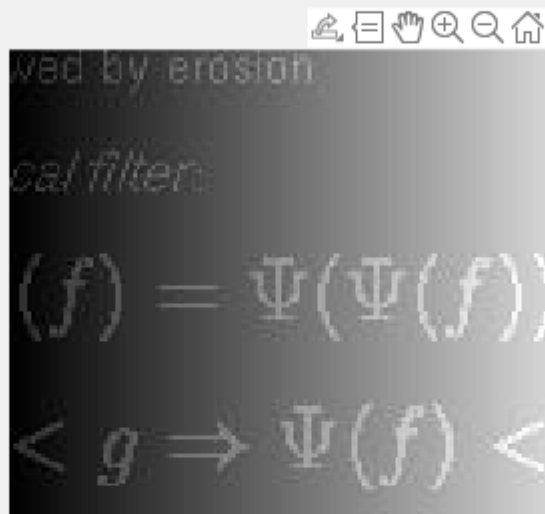 wed by erosion
cal filter:
(f) = Ψ(Ψ(f))
< g ⇒ Ψ(f) <